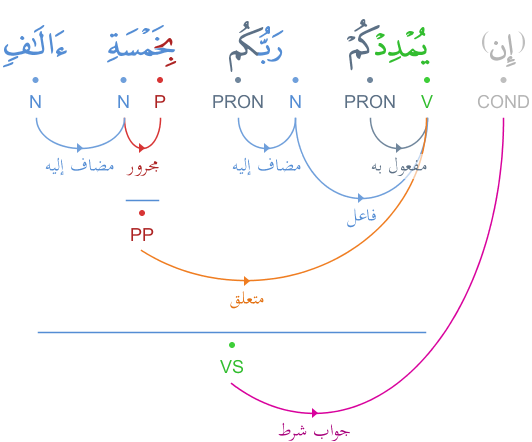 (إِن) يُمْدِدْكُمْ رَبُّكُم بِخَمْسَةِ ءَالَـٰفٍ
COND V PRON N PRON P N N
مفعول به مضاف إليه مجرور مضاف إليه
فاعل
PP
متعلق
VS
جواب شرط